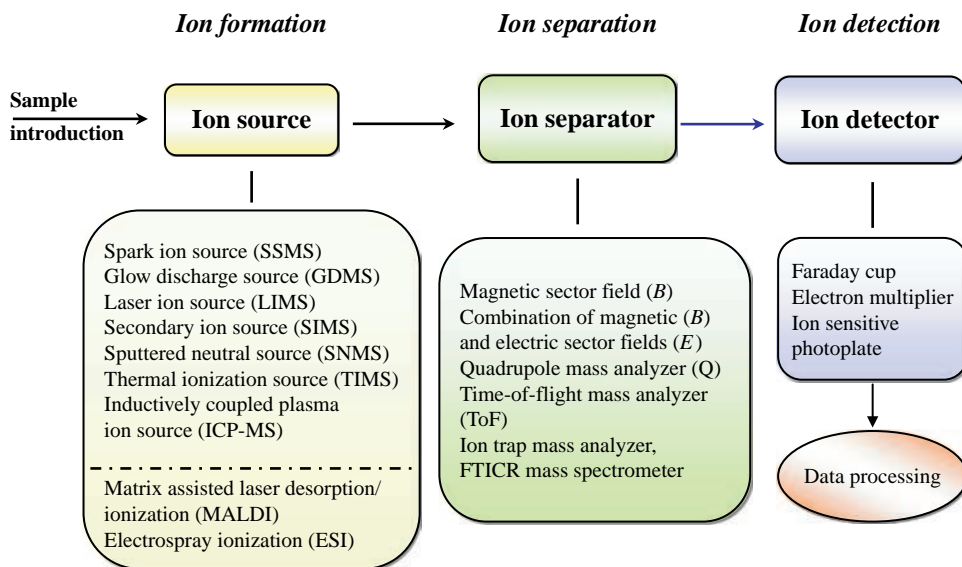 Ion formation
Ion separation
Ion detection
Sample
introduction
Ion source
Ion separator
Ion detector
Spark ion source (SSMS)
Glow discharge source (GDMS)
Laser ion source (LIMS)
Secondary ion source (SIMS)
Sputtered neutral source (SNMS)
Thermal ionization source (TIMS)
Inductively coupled plasma
ion source (ICP-MS)
Matrix assisted laser desorption/
ionization (MALDI)
Electrospray ionization (ESI)
Magnetic sector field (B)
Combination of magnetic (B)
and electric sector fields (E)
Quadrupole mass analyzer (Q)
Time-of-flight mass analyzer
(ToF)
Ion trap mass analyzer,
FTICR mass spectrometer
Faraday cup
Electron multiplier
Ion sensitive
photoplate
Data processing